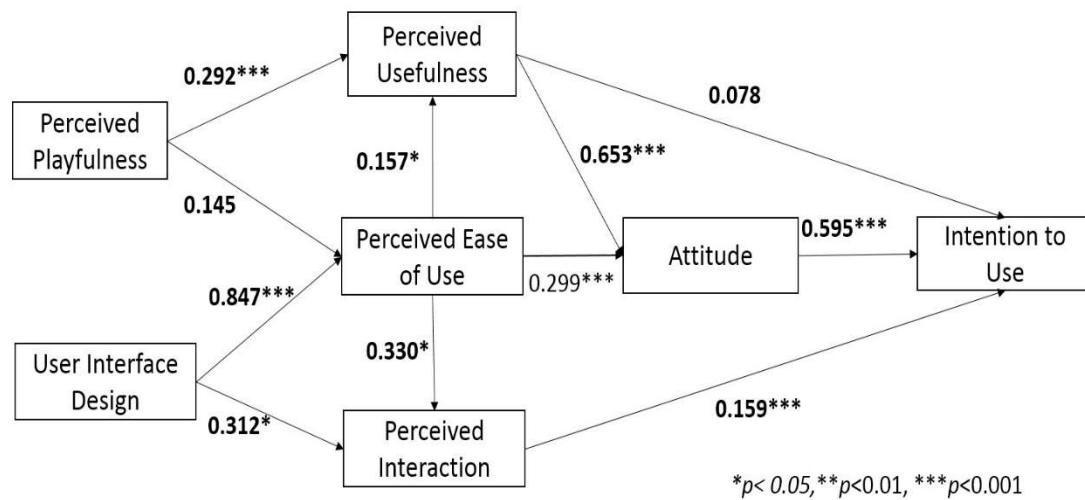 Perceived
Usefulness
0.292***
0.078
Perceived
Playfulness
0.157*
0.653***
0.145
Perceived Ease
of Use
Attitude
0.595***
Intention to
Use
0.299***
0.847***
User Interface
Design
0.330*
0.312*
Perceived
Interaction
0.159***
*p< 0.05,**p<0.01, ***p<0.001